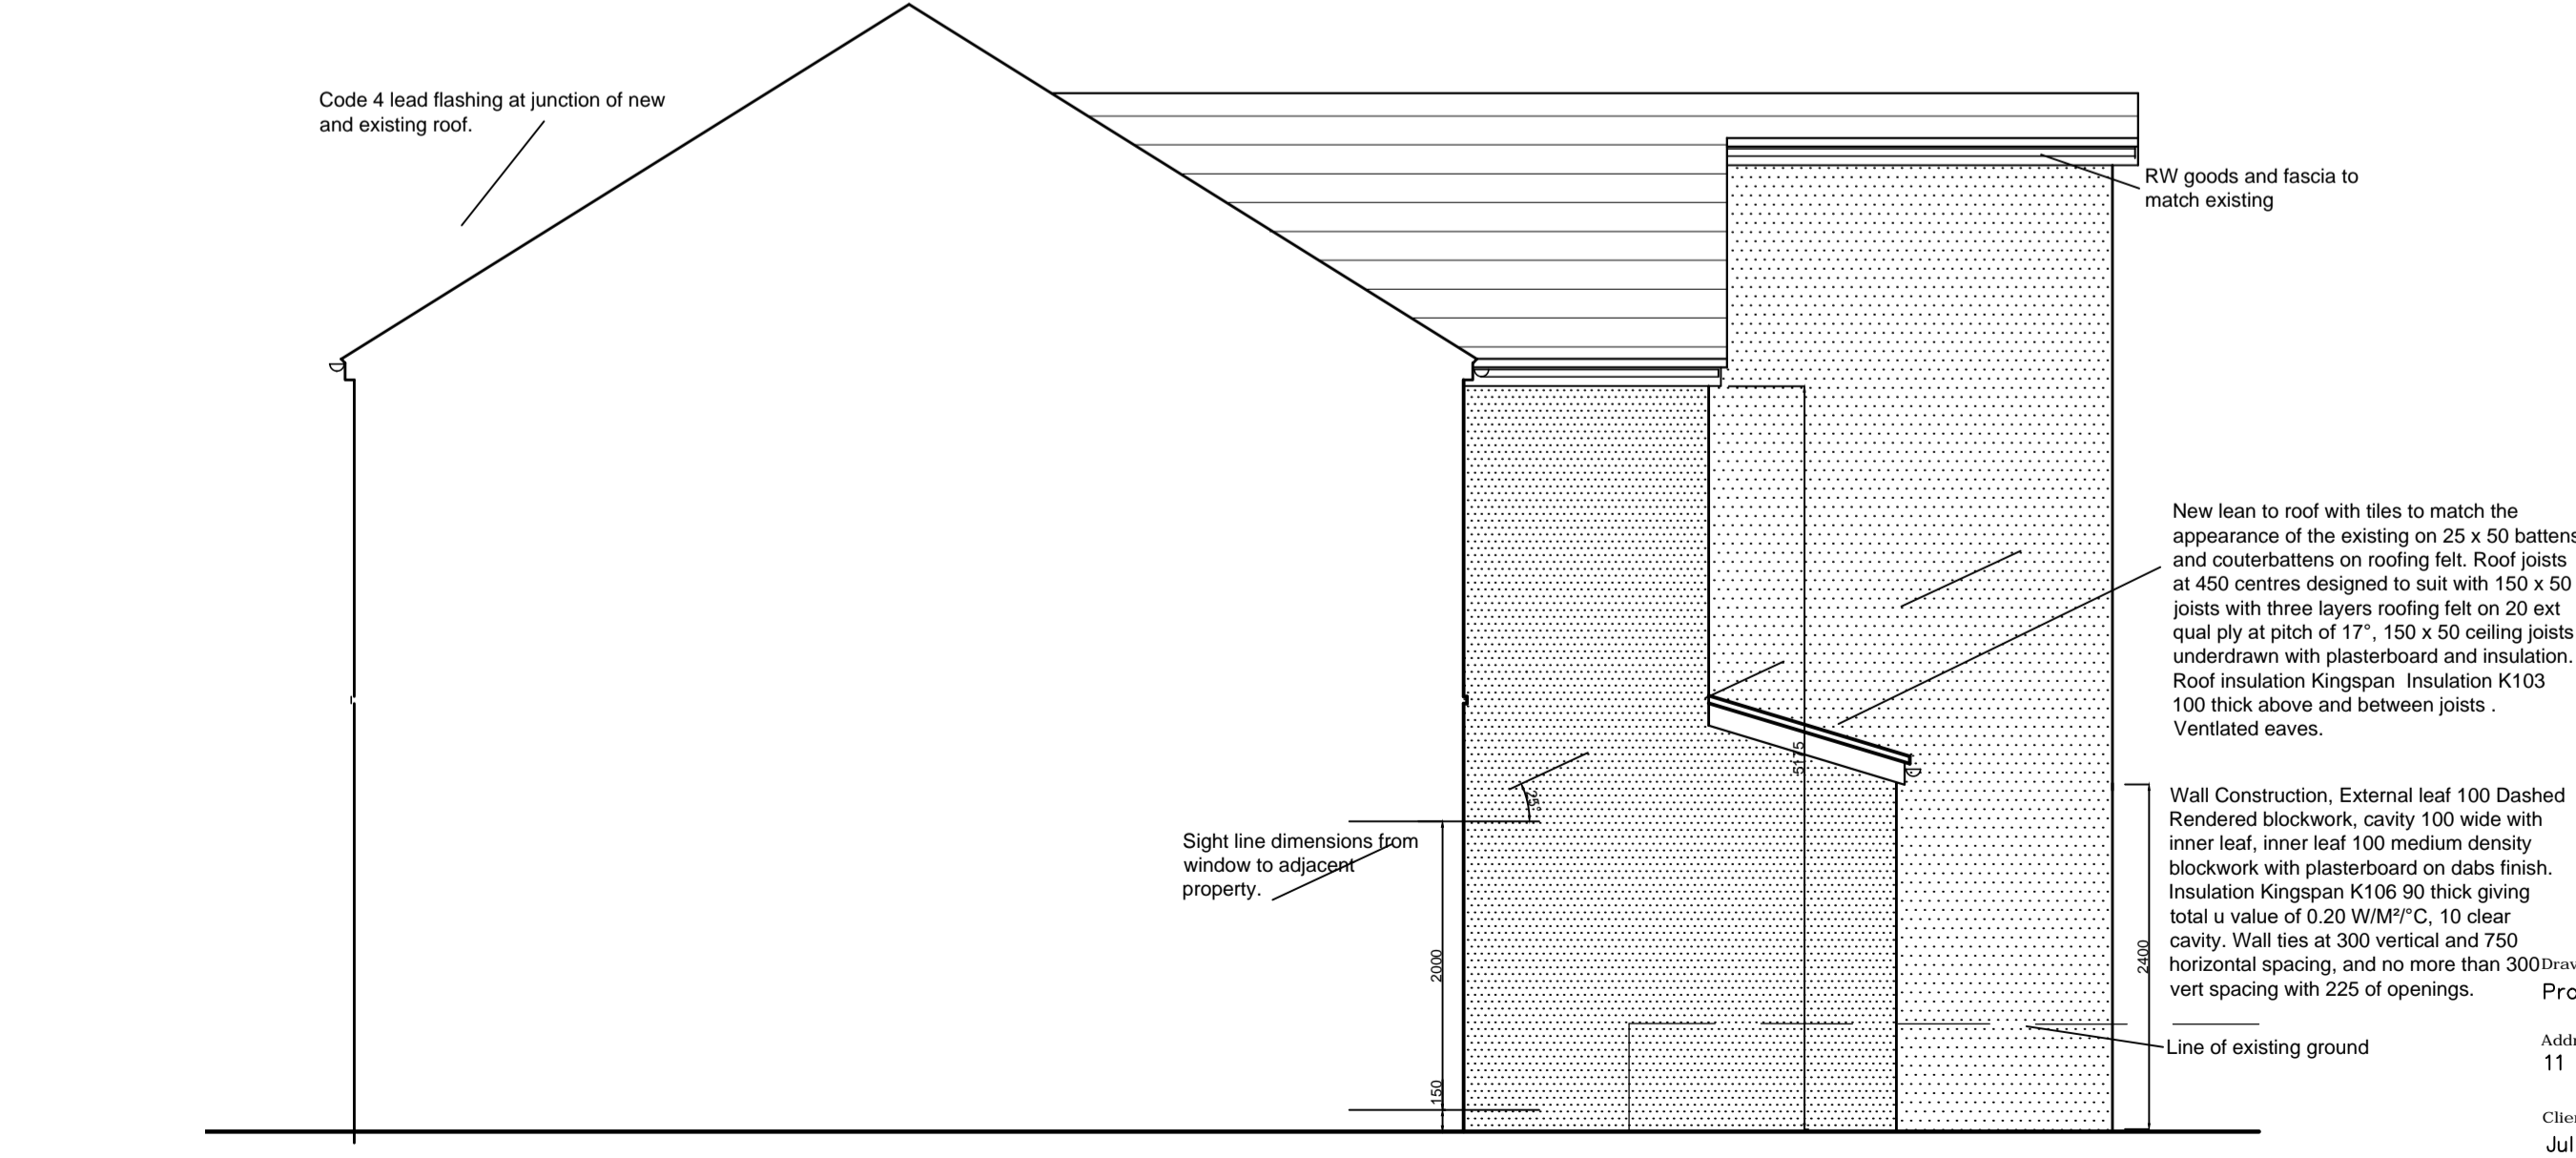 Code 4 lead flashing at junction of new
and existing roof.
RW goods and fascia to
match existing
New lean to roof with tiles to match the
appearance of the existing on 25 x 50 battens
and couterbattens on roofing felt. Roof joists
at 450 centres designed to suit with 150 x 50
joists with three layers roofing felt on 20 ext
qual ply at pitch of 17°, 150 x 50 ceiling joists
underdrawn with plasterboard and insulation.
Roof insulation Kingspan Insulation K103
100 thick above and between joists .
Ventlated eaves.
5175
25°
Wall Construction, External leaf 100 Dashed
Rendered blockwork, cavity 100 wide with
inner leaf, inner leaf 100 medium density
blockwork with plasterboard on dabs finish.
Insulation Kingspan K106 90 thick giving
total u value of 0.20 W/M²/°C, 10 clear
cavity. Wall ties at 300 vertical and 750
horizontal spacing, and no more than 300
vert spacing with 225 of openings.
Sight line dimensions from
window to adjacent
property.
2000
2400
150
Line of existing ground
Draw
Pro
Addr
11
Clien
Jul